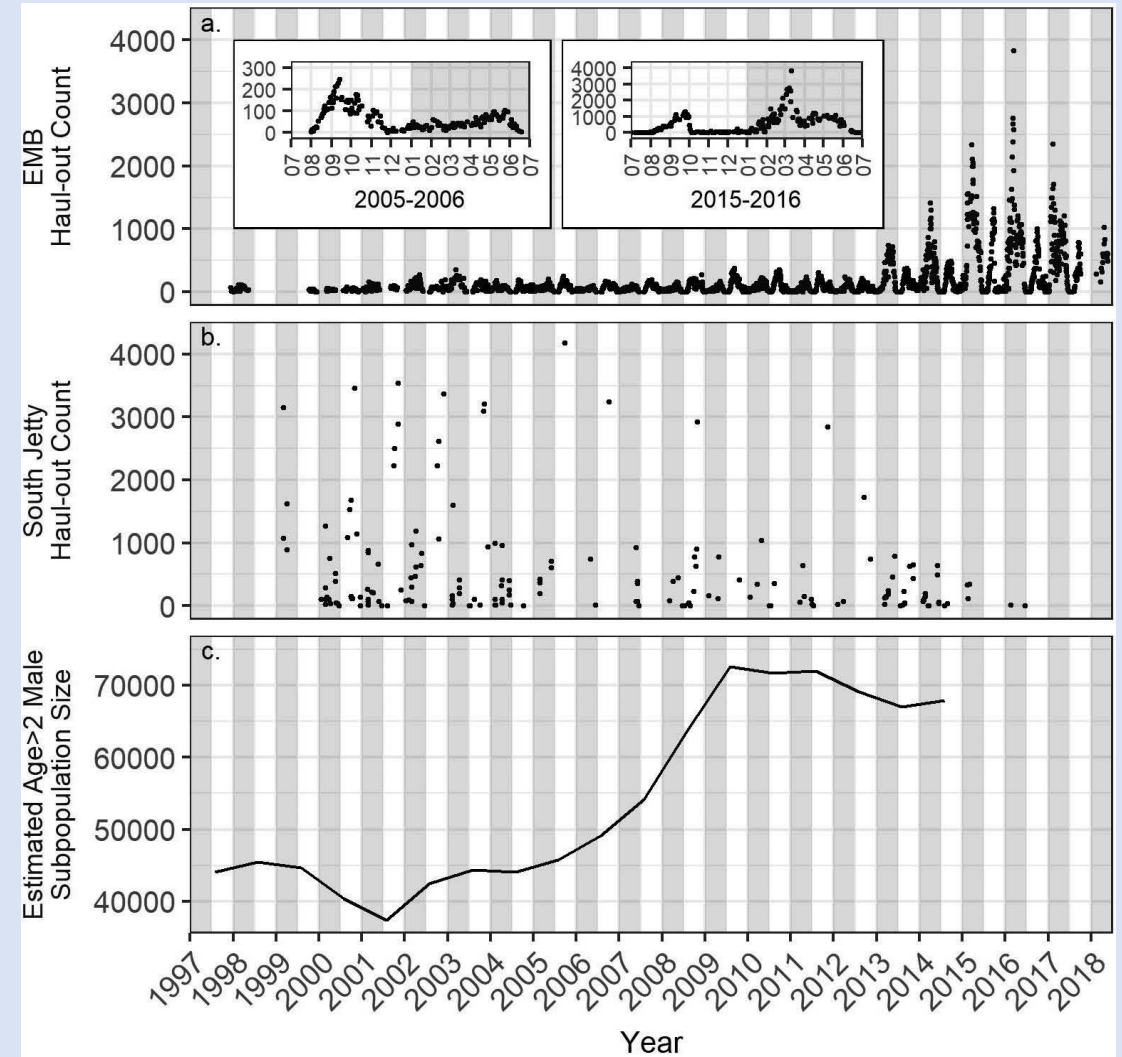 a.
EMB
Haul-out Count
4000
3000
2000
1000
0
300
200
100
0
07 08 09 10 11 12 01 02 03 04 05 06 07
2005-2006
4000
3000
2000
1000
0
07 08 09 10 11 12 01 02 03 04 05 06 07
2015-2016
b.
South Jetty
Haul-out Count
4000
3000
2000
1000
0
c.
Estimated Age>2 Male
Subpopulation Size
70000
60000
50000
40000
1997 1998 1999 2000 2001 2002 2003 2004 2005 2006 2007 2008 2009 2010 2011 2012 2013 2014 2015 2016 2017 2018
Year